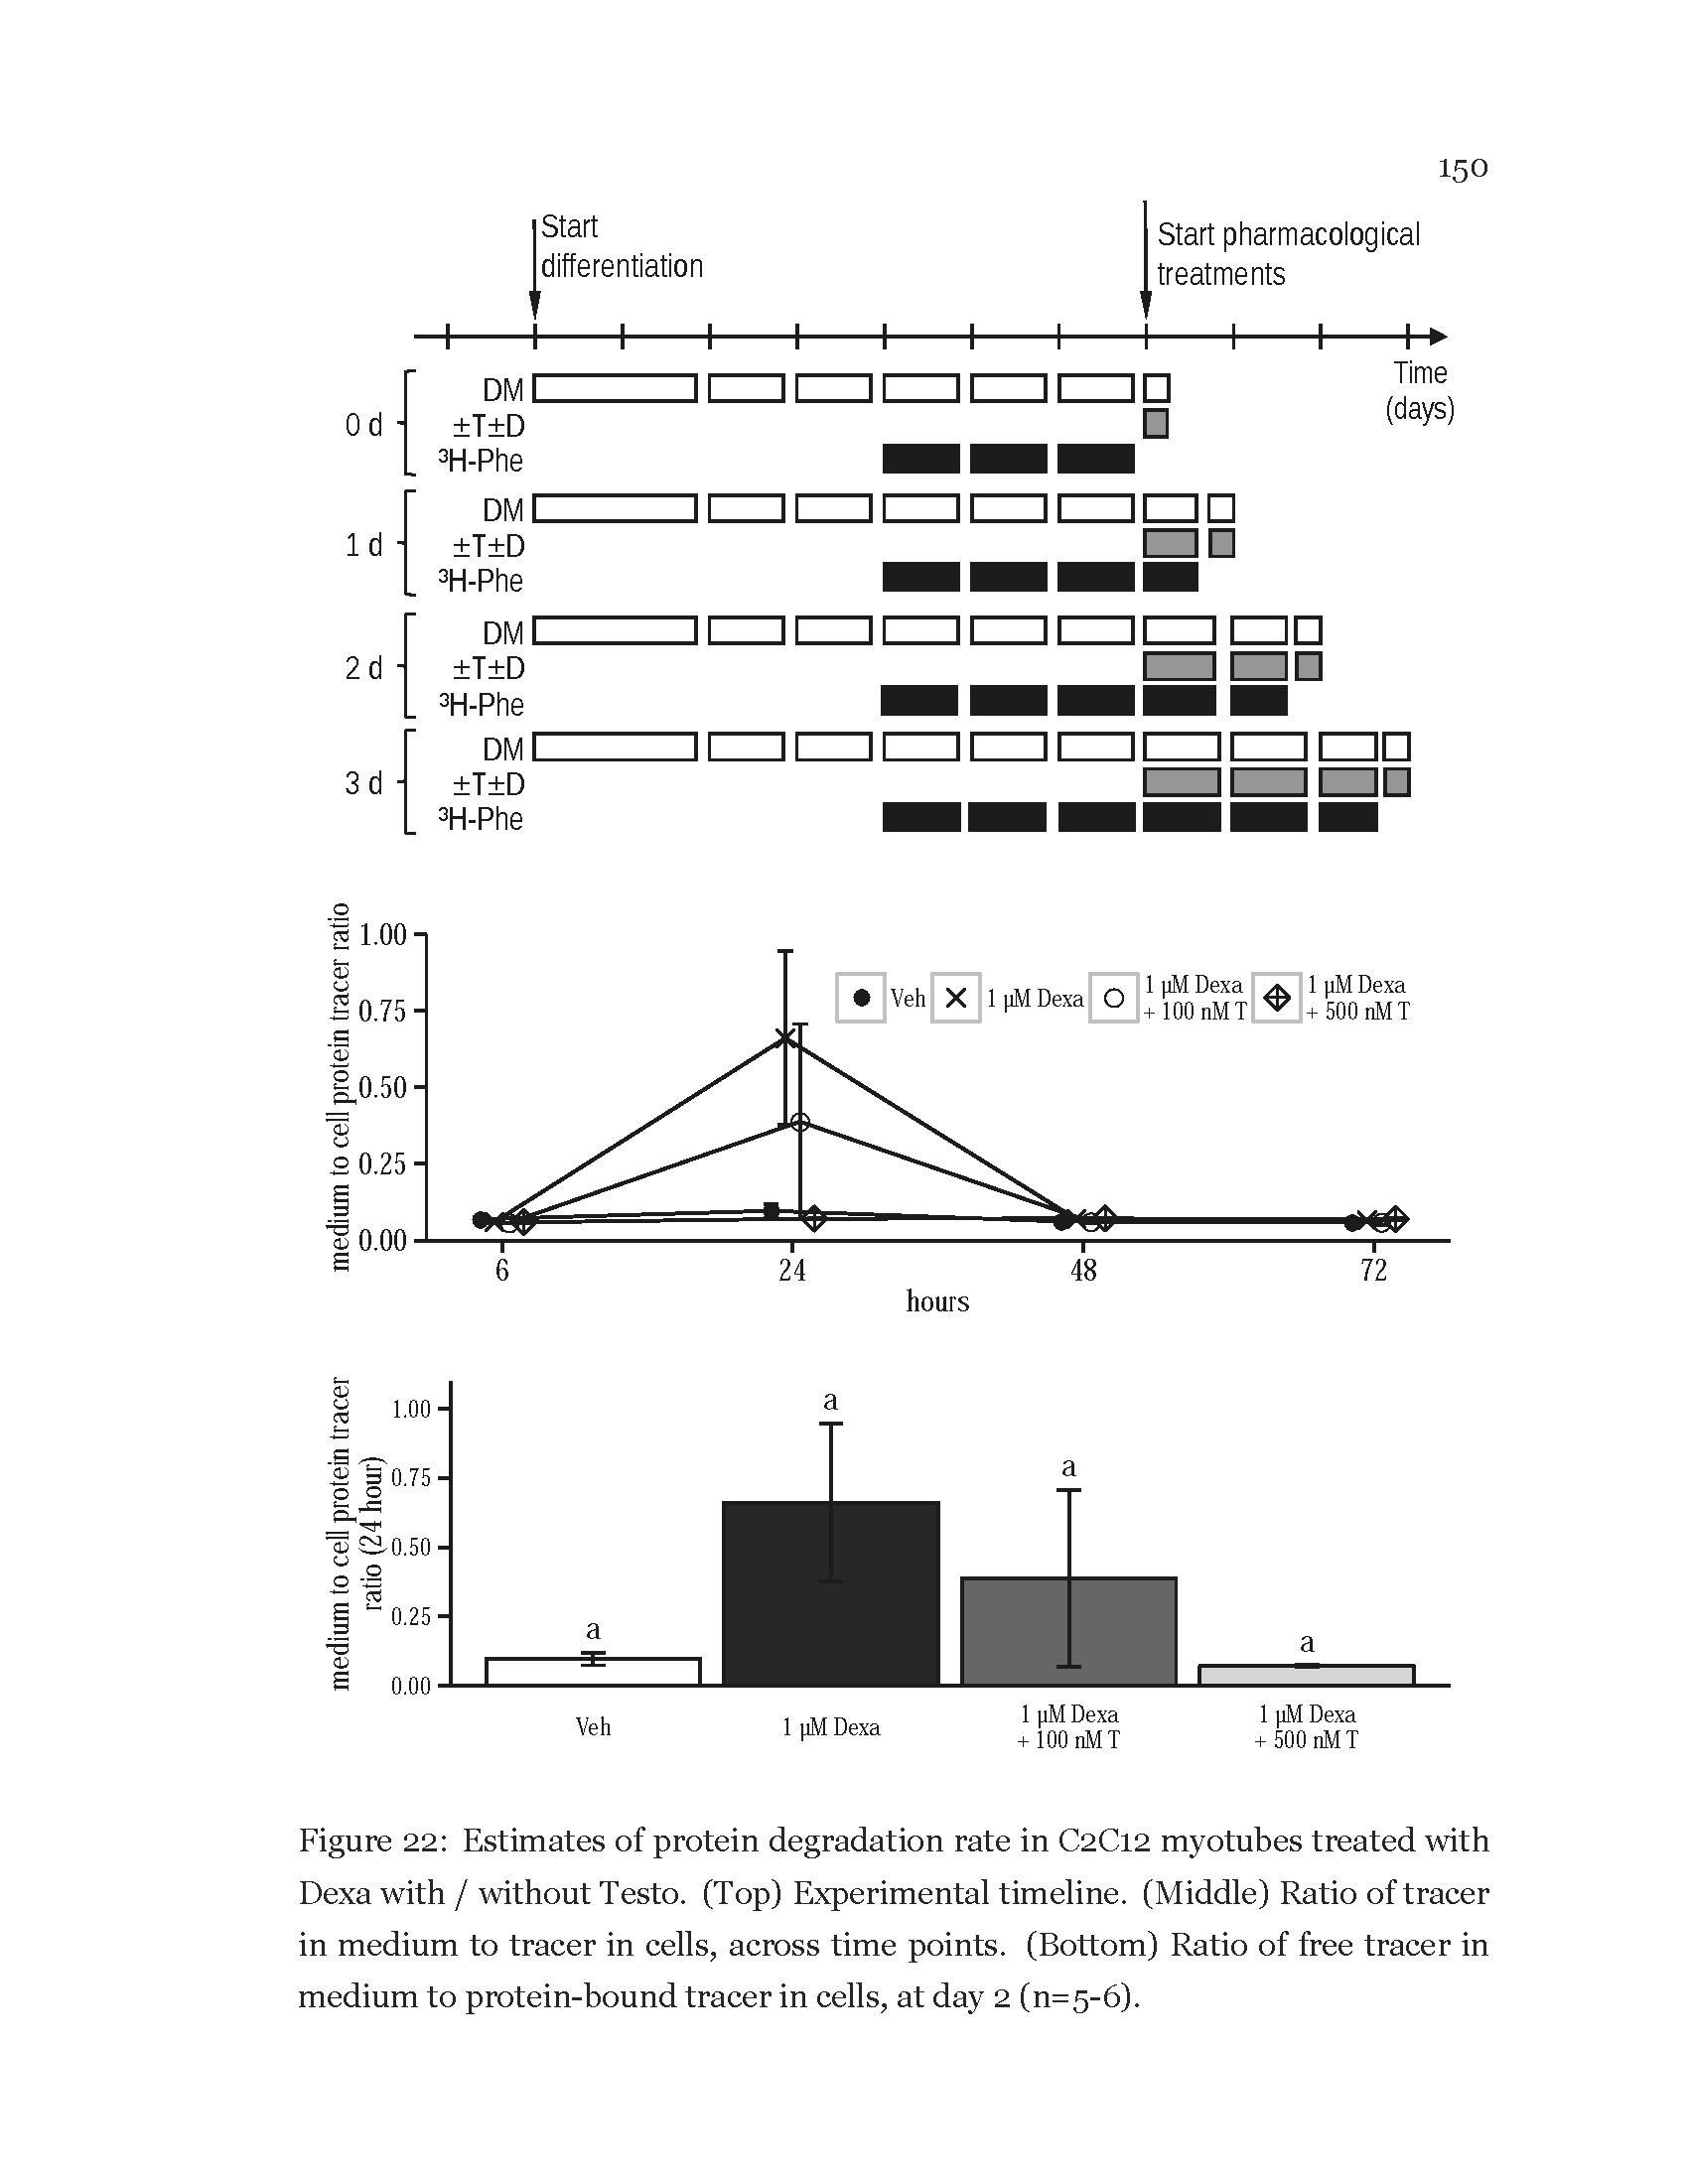 150
Start
differentiation
Start pharmacological
treatments
Time
(days)
0 d
DM
±T±D
³H-Phe
1 d
DM
±T±D
³H-Phe
2 d
DM
±T±D
³H-Phe
3 d
DM
±T±D
³H-Phe
medium to cell protein tracer ratio
1.00
0.75
0.50
0.25
0.00
Veh
1 µM Dexa
1 µM Dexa
+ 100 nM T
1 µM Dexa
+ 500 nM T
6
24
48
72
hours
medium to cell protein tracer
ratio (24 hour)
1.00
0.75
0.50
0.25
0.00
a
a
a
a
Veh
1 µM Dexa
1 µM Dexa
+ 100 nM T
1 µM Dexa
+ 500 nM T
Figure 22: Estimates of protein degradation rate in C2C12 myotubes treated with
Dexa with / without Testo. (Top) Experimental timeline. (Middle) Ratio of tracer
in medium to tracer in cells, across time points. (Bottom) Ratio of free tracer in
medium to protein-bound tracer in cells, at day 2 (n=5-6).